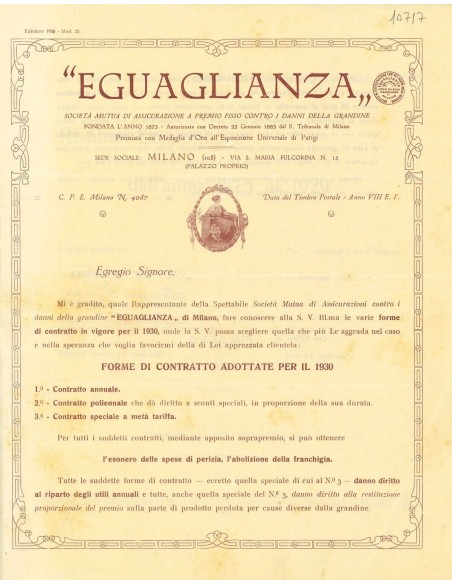 10717
Edizione 1930 - Mod. 25
"EGUAGLIANZA„
SOCIETÀ MUTUA DI ASSICURAZIONE A PREMIO FISSO CONTRO I DANNI DELLA GRANDINE
FONDATA L'ANNO 1875 - Autorizzata con Decreto 22 Gennaio 1883 del R. Tribunale di Milano
Premiata con Medaglia d'Oro all'Esposizione Universale di Parigi
SEDE SOCIALE: MILANO (108) - VIA S. MARIA FULCORINA N. 12
(PALAZZO PROPRIO)
C. P. E. Milano N. 4087
Data del Timbro Postale - Anno VIII E. F.
Egregio Signore,
Mi è gradito, quale Rappresentante della Spettabile Società Mutua di Assicurazioni contro i
danni della grandine "EGUAGLIANZA„ di Milano, fare conoscere alla S. V. Ill.ma le varie forme
di contratto in vigore per il 1930, onde la S. V. possa scegliere quella che più Le aggrada nel caso
e nella speranza che voglia favorirmi della di Lei apprezzata clientela:
FORME DI CONTRATTO ADOTTATE PER IL 1930
1.º - Contratto annuale.
2.º - Contratto poliennale che dà diritto a sconti speciali, in proporzione della sua durata.
3.º - Contratto speciale a metà tariffa.
Per tutti i suddetti contratti, mediante apposito soprapremio, si può ottenere
l'esonero delle spese di perizia, l'abolizione della franchigia.
Tutte le suddette forme di contratto — eccetto quella speciale di cui al N.º 3 — danno diritto
al riparto degli utili annuali e tutte, anche quella speciale del N.º 3, danno diritto alla restituzione
proporzionale del premio sulla parte di prodotto perduta per cause diverse dalla grandine.